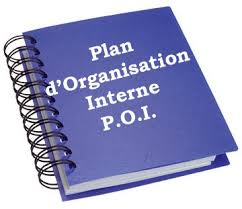 Plan
d'Organisation
Interne
P.O.I.